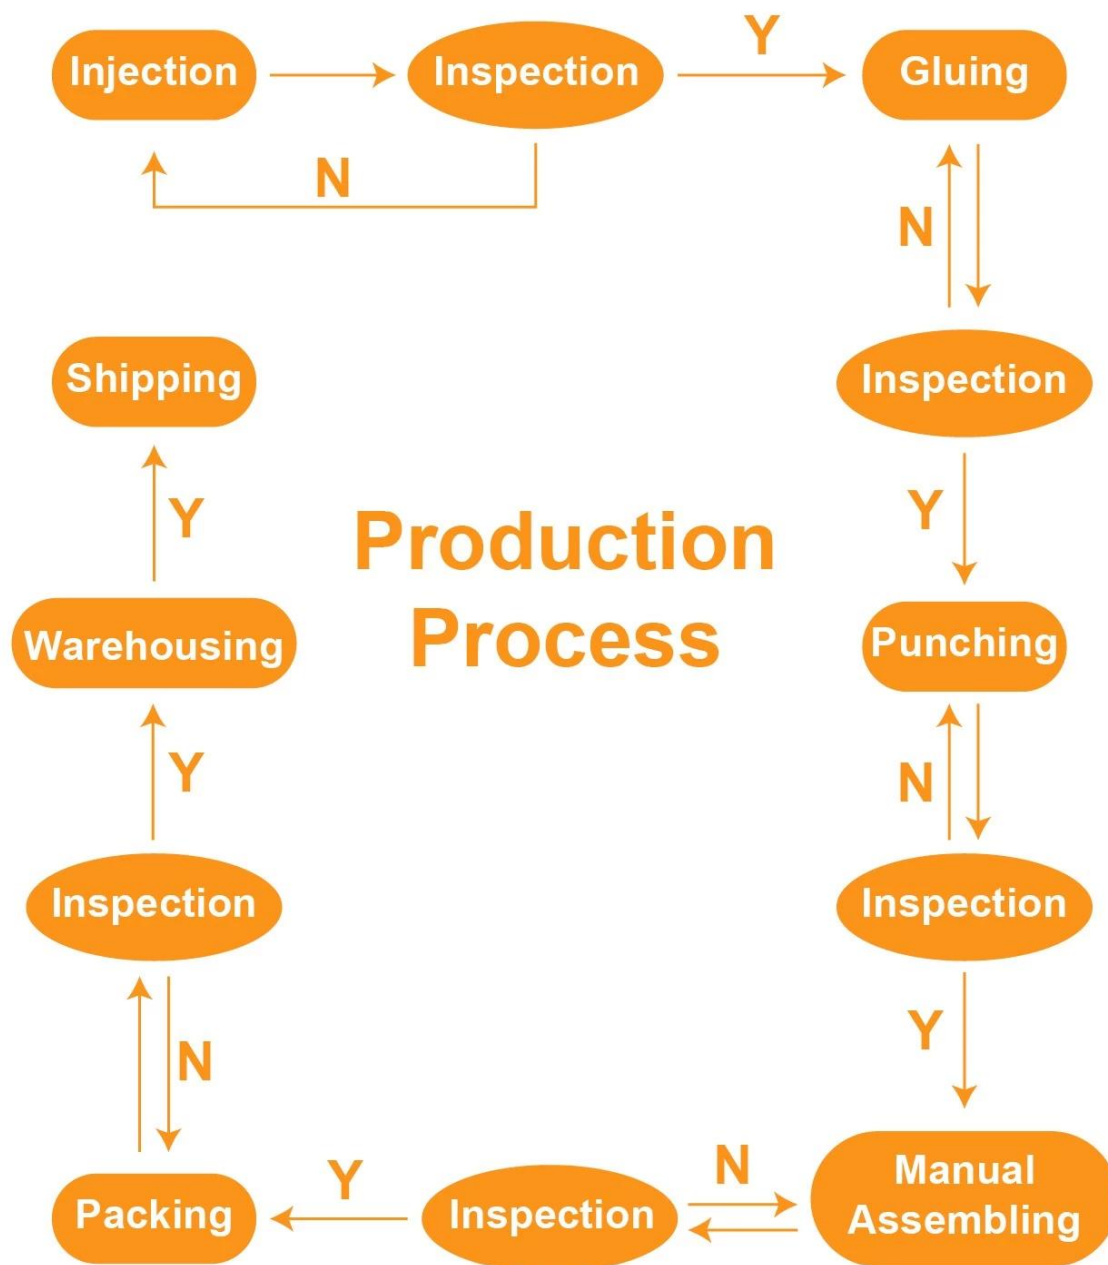 Injection
Inspection
Y
Gluing
N
N
Inspection
Shipping
Y
Y
Production
Process
Warehousing
Punching
Y
N
Inspection
Inspection
Y
N
Manual
Assembling
N
Y
Packing
Inspection